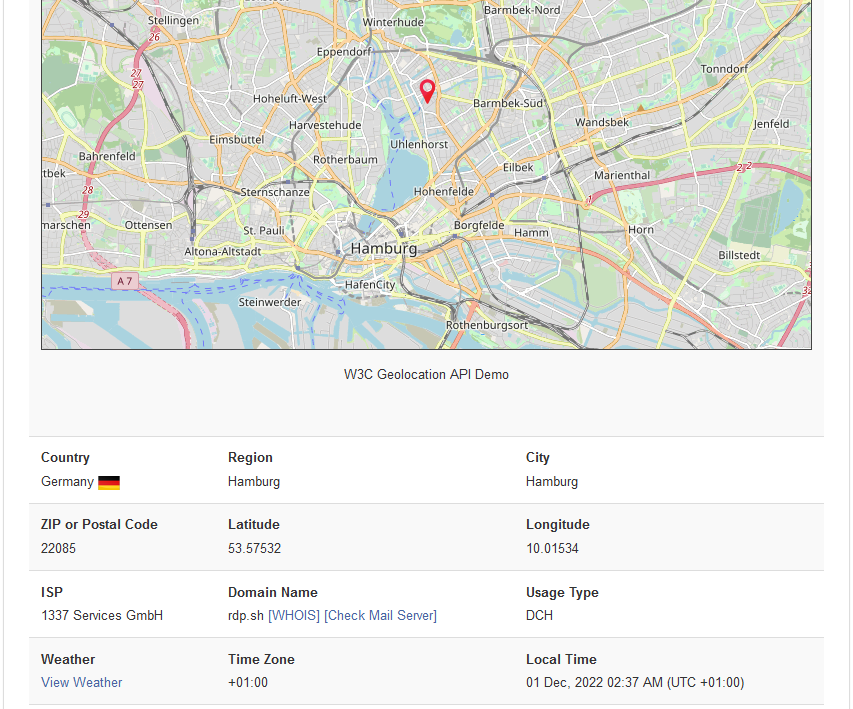 Barmbek-Nord
Stellingen
Winterhude
26
Eppendorf
Tonndorf
27
27
Hoheluft-West
Barmbek-Süd
Harvestehude
Wandsbek
Jenfeld
Eimsbüttel
Uhlenhorst
Bahrenfeld
Rotherbaum
Eilbek
22
tbek
Marienthal
28
Sternschanze
Hohenfelde
1
29
marschen
Ottensen
St. Pauli
Borgfelde
Hamm
Horn
Altona-Altstadt
Hamburg
Billstedt
A 7
HafenCity
32
Steinwerder
Rothenburgsort
W3C Geolocation API Demo
Country
Region
City
Germany
Hamburg
Hamburg
ZIP or Postal Code
Latitude
Longitude
22085
53.57532
10.01534
ISP
Domain Name
Usage Type
1337 Services GmbH
rdp.sh [WHOIS] [Check Mail Server]
DCH
Weather
Time Zone
Local Time
View Weather
+01:00
01 Dec, 2022 02:37 AM (UTC +01:00)